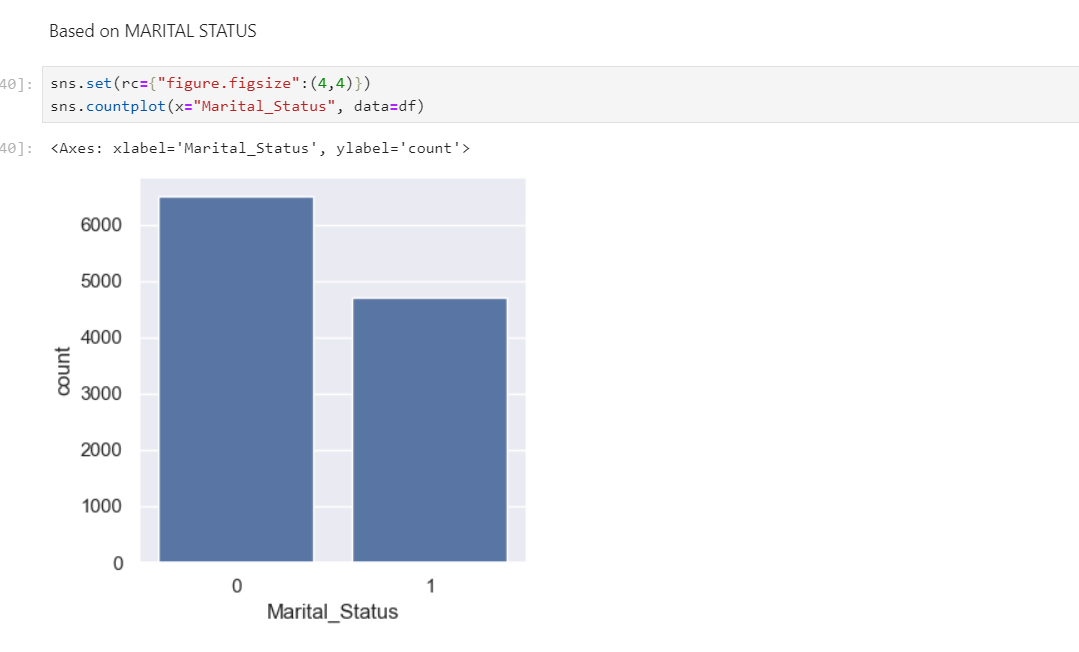 Based on MARITAL STATUS
40]: sns.set(rc={"figure.figsize":(4,4)})
sns.countplot(x="Marital_Status", data=df)
40]: <Axes: xlabel='Marital_Status', ylabel='count'>
6000
5000
4000
3000
2000
1000
0
count
0 1
Marital_Status